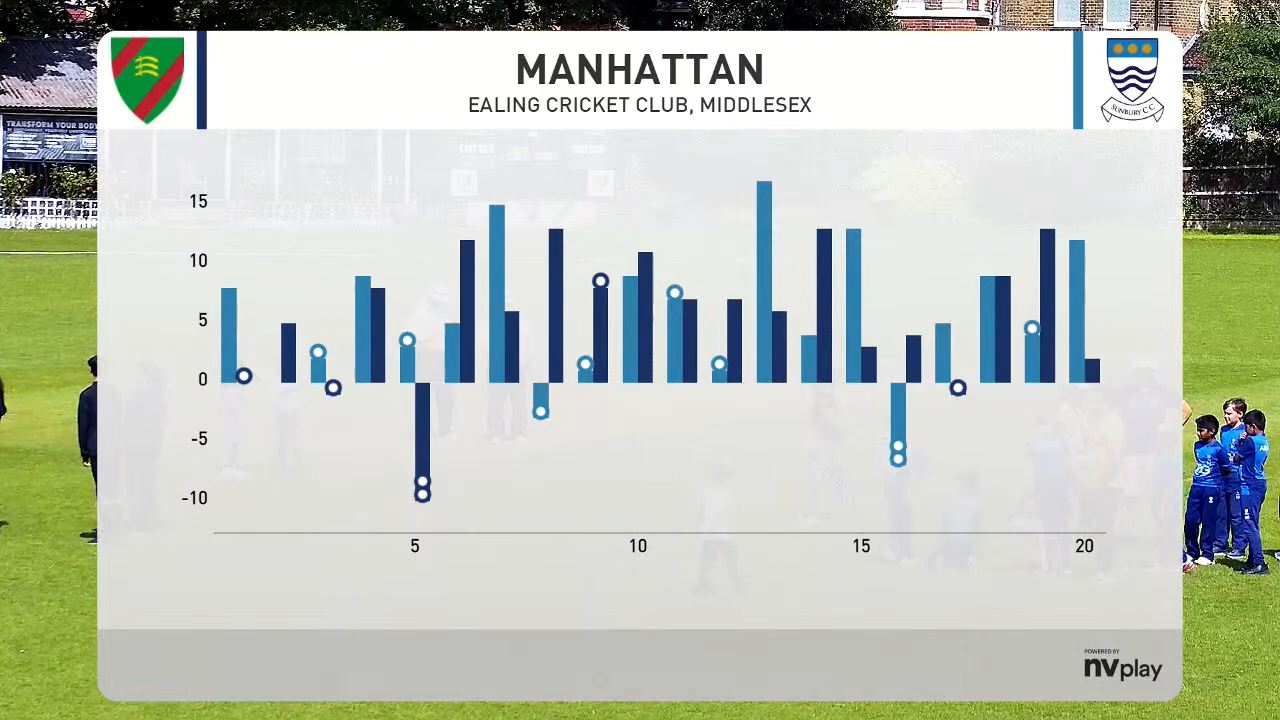 MANHATTAN
EALING CRICKET CLUB, MIDDLESEX
SUNBURY C.C.
TRANSFORM YOUR BODY
15
10
5
0
-5
-10
5 10 15 20
POWERED BY
nvplay